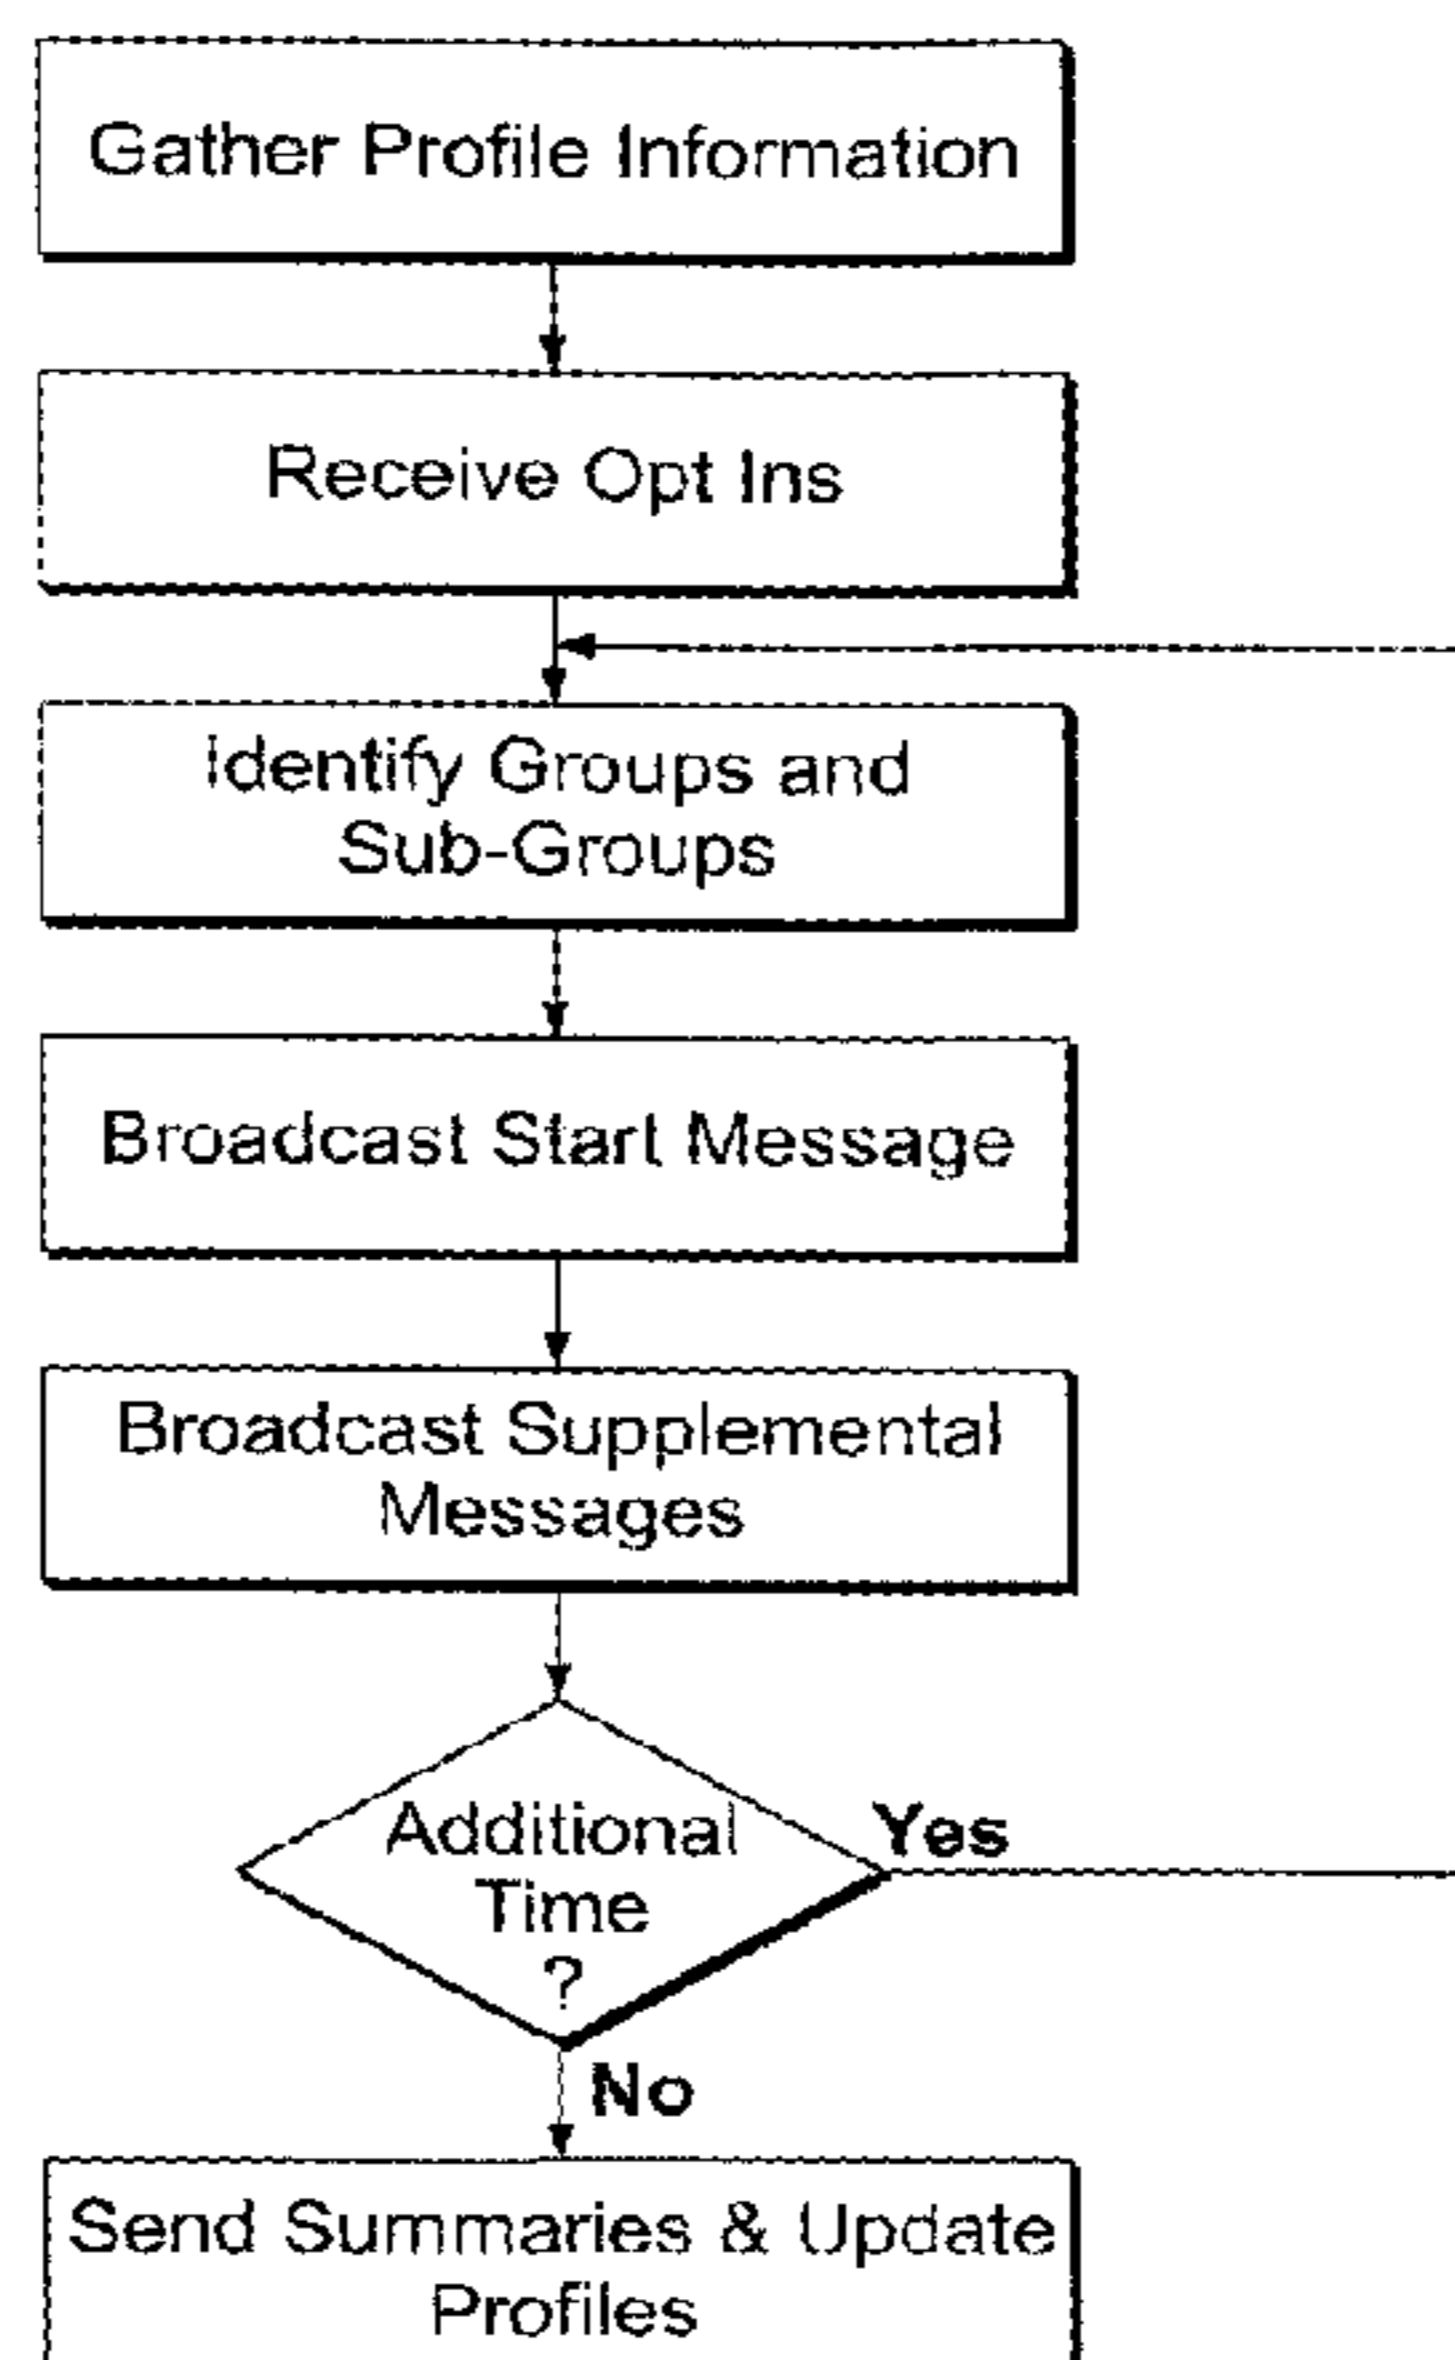 Gather Profile Information
Receive Opt Ins
Identify Groups and
Sub-Groups
Broadcast Start Message
Broadcast Supplemental
Messages
Additional
Time
?
Yes
No
Send Summaries & Update
Profiles